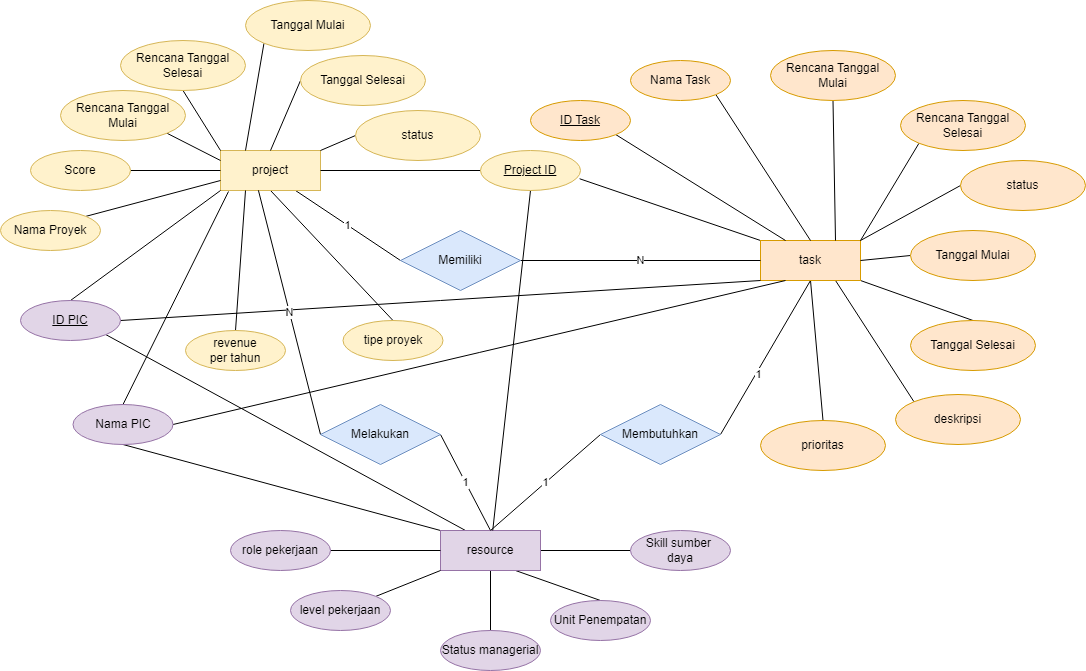 Tanggal Mulai
Rencana Tanggal
Selesai
Tanggal Selesai
Rencana Tanggal
Mulai
status
Score
project
Project ID
Nama Proyek
1
Memiliki
N
ID PIC
N
revenue
per tahun
tipe proyek
Nama PIC
Melakukan
1
Membutuhkan
1
1
Nama Task
Rencana Tanggal
Mulai
ID Task
Rencana Tanggal
Selesai
status
task
Tanggal Mulai
Tanggal Selesai
deskripsi
prioritas
role pekerjaan
resource
Skill sumber
daya
level pekerjaan
Status managerial
Unit Penempatan